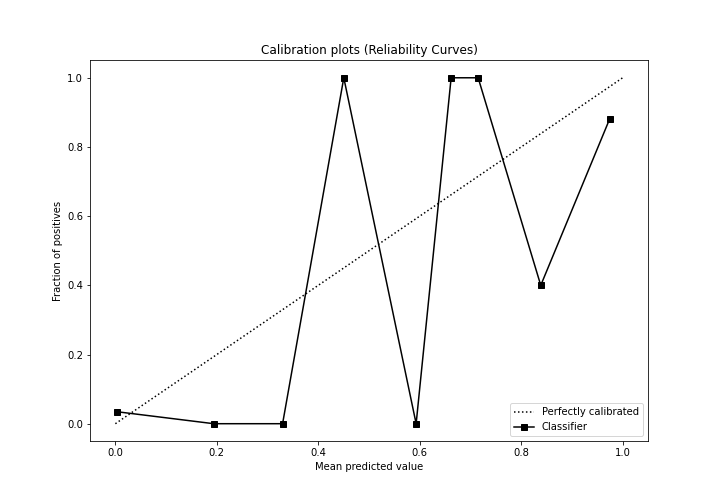 Calibration plots (Reliability Curves)
1.0
0.8
0.6
0.4
0.2
0.0
Fraction of positives
0.0 0.2 0.4 0.6 0.8 1.0
Mean predicted value
Perfectly calibrated
Classifier